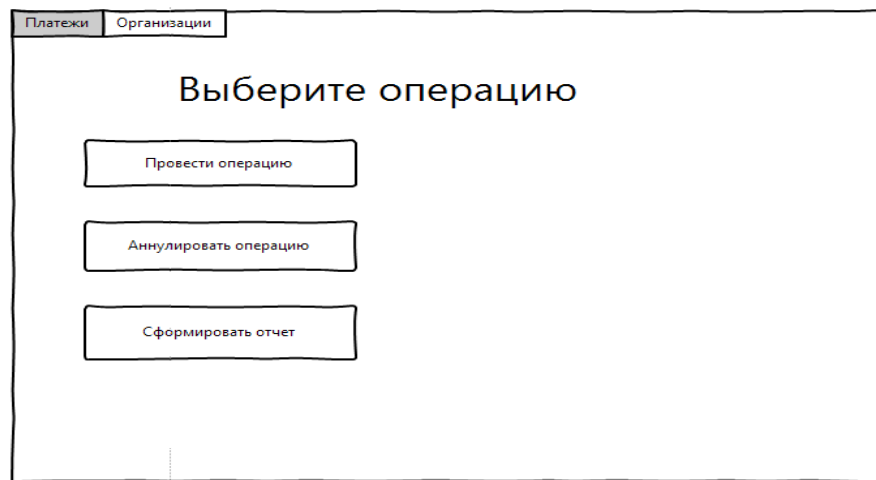 Платежи
Организации
Выберите операцию
Провести операцию
Аннулировать операцию
Сформировать отчет